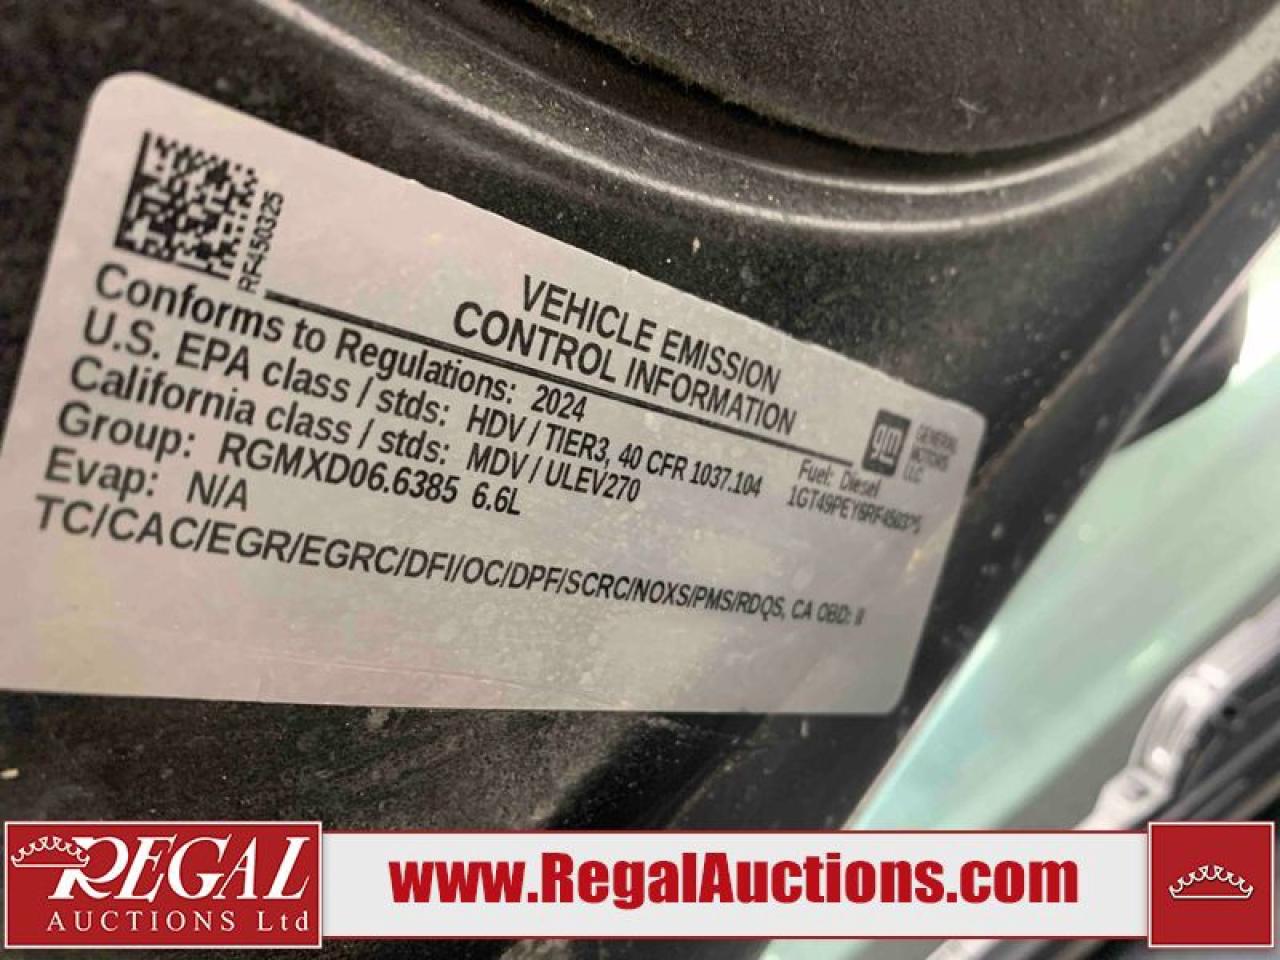 RF450325
VEHICLE EMISSION
CONTROL INFORMATION
gm
GENERAL
MOTORS
LLC
Conforms to Regulations: 2024
Fuel: Diesel
U.S. EPA class / stds: HDV / TIER3, 40 CFR 1037.104
1GT49PEY6RF450325
California class / stds: MDV / ULEV270
Group: RGMXD06.6385 6.6L
Evap: N/A
TC/CAC/EGR/EGRC/DFI/OC/DPF/SCRC/NOXS/PMS/RDQS, CA OBD: II
REGAL
AUCTIONS Ltd
www.RegalAuctions.com